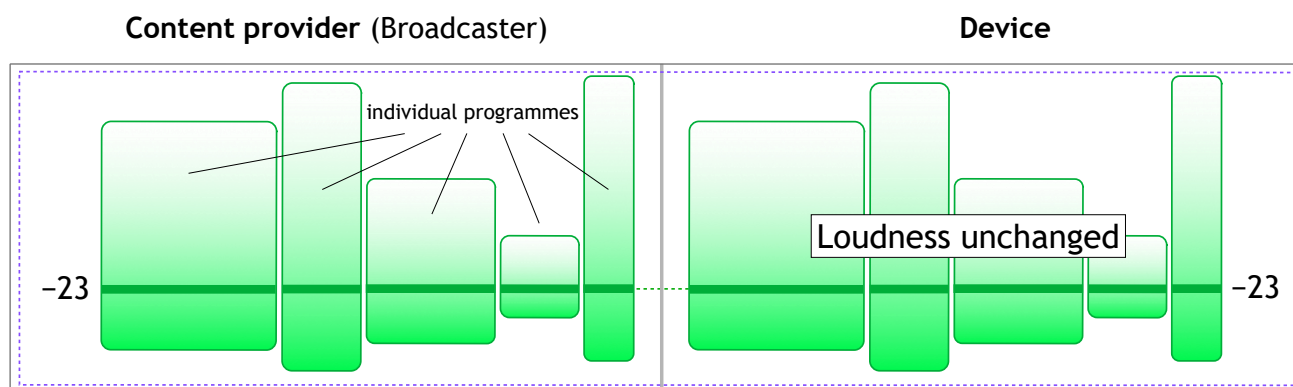 Content provider (Broadcaster)
Device
individual programmes
Loudness unchanged
–23
–23